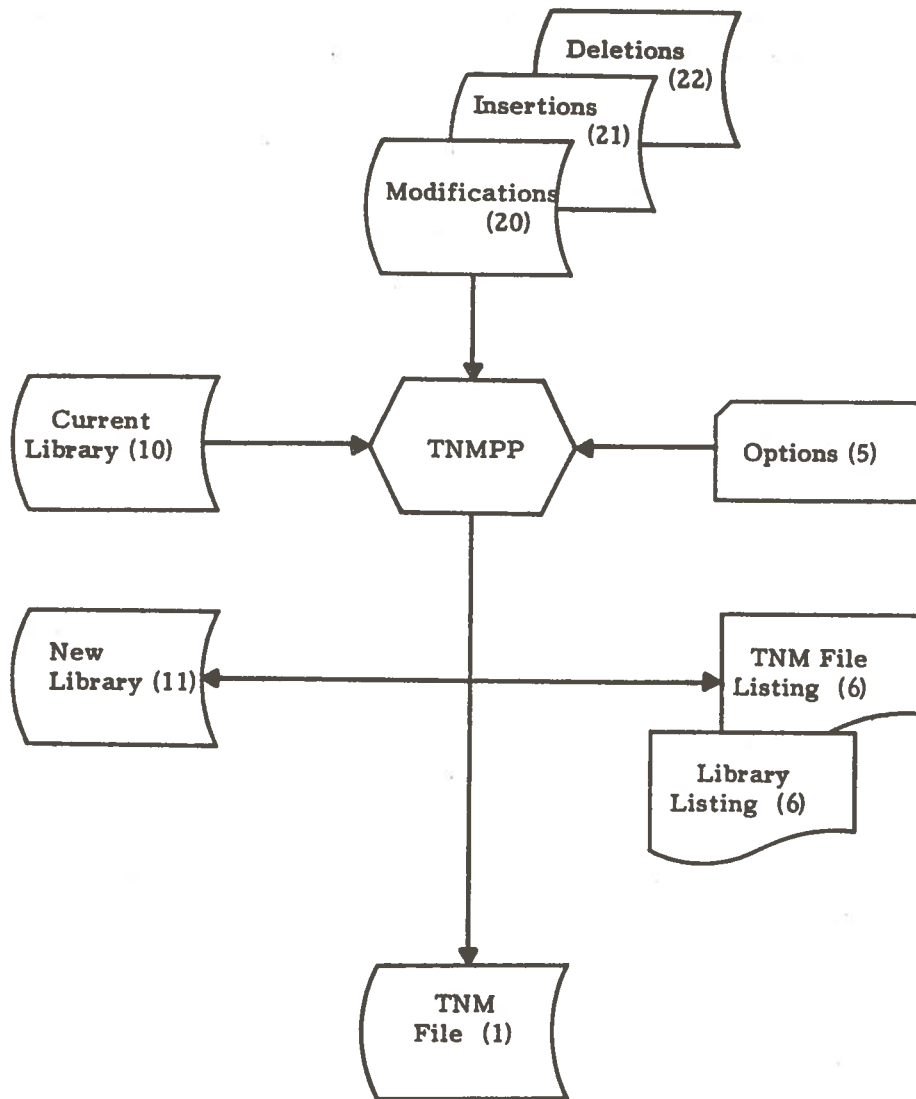 Deletions
(22)
Insertions
(21)
Modifications
(20)
Current
Library (10)
TNMPP
Options (5)
New
Library (11)
TNM File
Listing (6)
Library
Listing (6)
TNM
File (1)